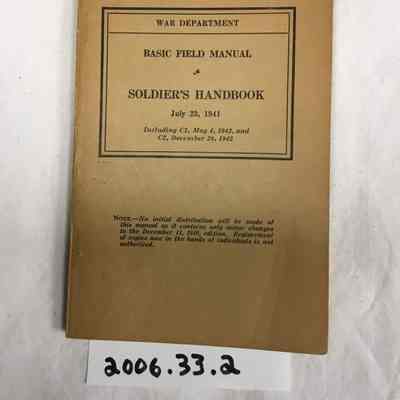 WAR DEPARTMENT
BASIC FIELD MANUAL
SOLDIER'S HANDBOOK
July 23, 1941
Including C1, May 4, 1942, and
C2, December 28, 1942
NOTE.—No initial distribution will be made of
this manual as it contains only minor changes
to the December 11, 1940, edition. Replacement
of copies now in the hands of individuals is not
authorized.
2006.33.2